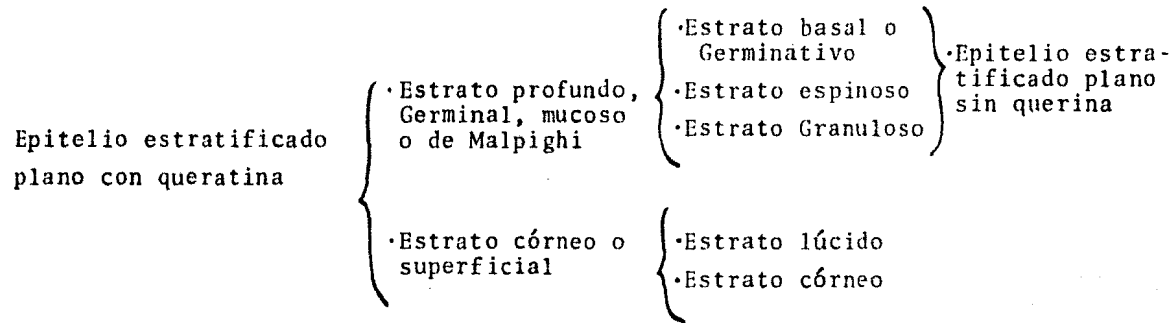 Epitelio estratificado
plano con queratina
·Estrato profundo,
Germinal, mucoso
o de Malpighi
·Estrato basal o
Germinativo
·Estrato espinoso
·Estrato Granuloso
·Epitelio estra-
tificado plano
sin querina
·Estrato córneo o
superficial
·Estrato lúcido
·Estrato córneo